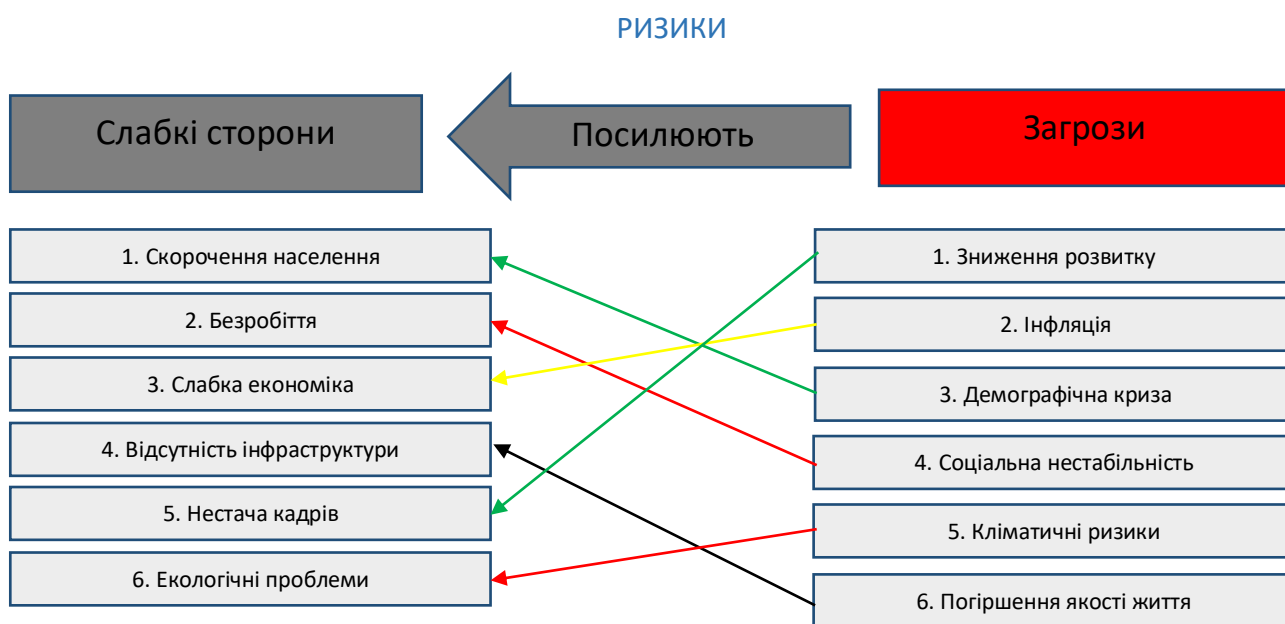 РИЗИКИ
Слабкі сторони
Посилюють
Загрози
1. Скорочення населення
2. Безробіття
3. Слабка економіка
4. Відсутність інфраструктури
5. Нестача кадрів
6. Екологічні проблеми
1. Зниження розвитку
2. Інфляція
3. Демографічна криза
4. Соціальна нестабільність
5. Кліматичні ризики
6. Погіршення якості життя